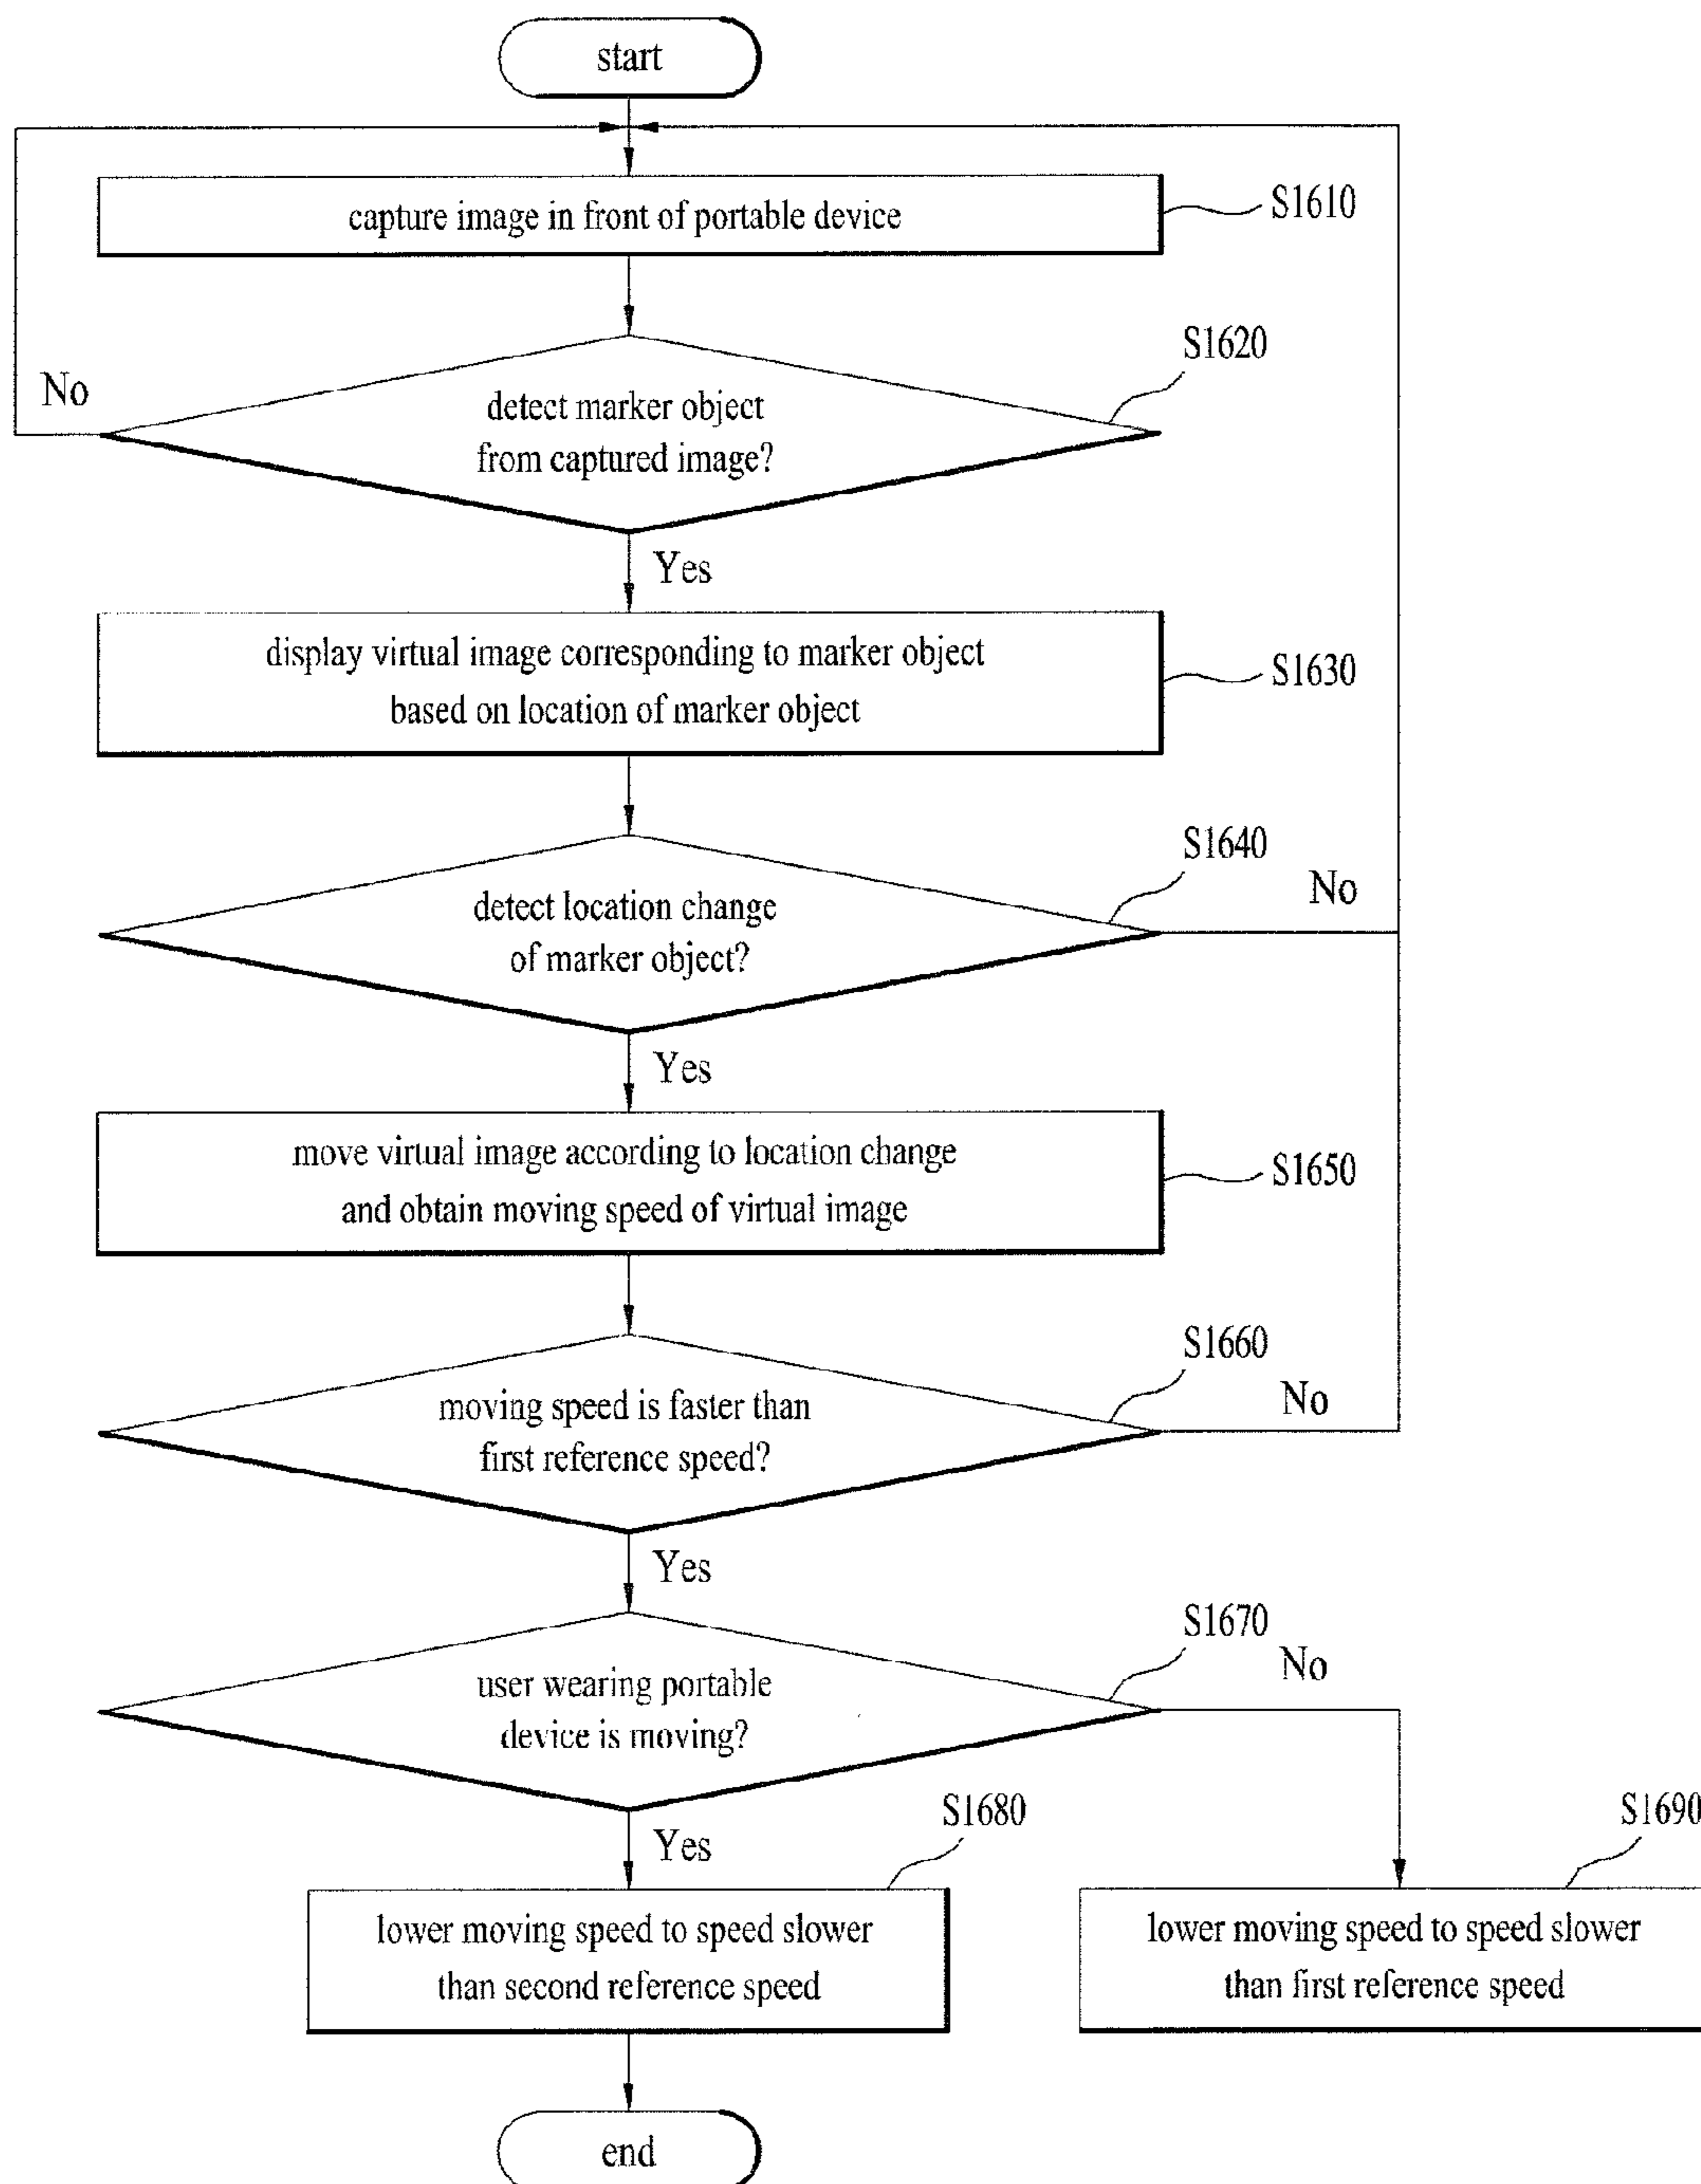 start
capture image in front of portable device
S1610
S1620
No
detect marker object
from captured image?
Yes
display virtual image corresponding to marker object
based on location of marker object
S1630
S1640
No
detect location change
of marker object?
Yes
move virtual image according to location change
and obtain moving speed of virtual image
S1650
S1660
No
moving speed is faster than
first reference speed?
Yes
S1670
No
user wearing portable
device is moving?
Yes
S1680
S1690
lower moving speed to speed slower
than second reference speed
lower moving speed to speed slower
than first reference speed
end